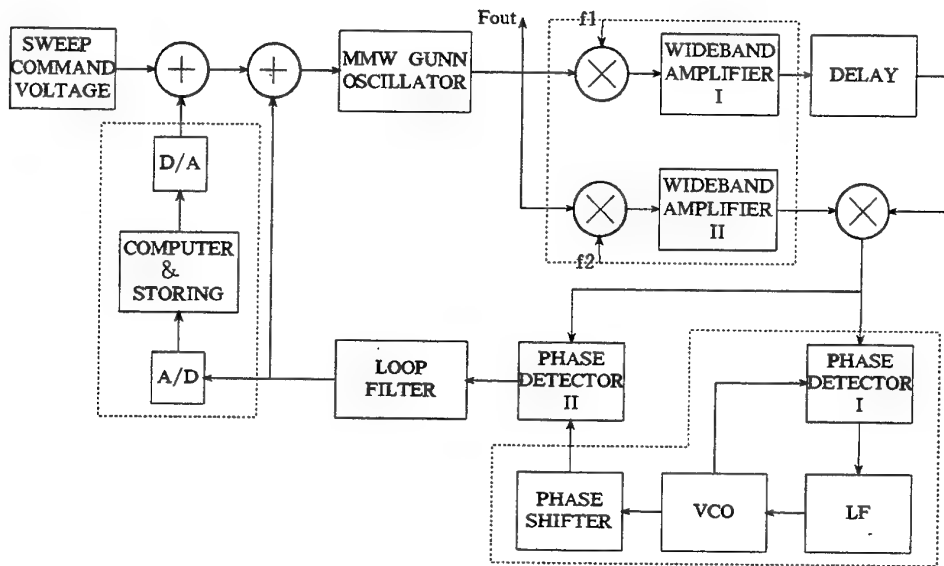 SWEEP
COMMAND
VOLTAGE
+
+
MMW GUNN
OSCILLATOR
Fout
f1
WIDEBAND
AMPLIFIER
I
DELAY
D/A
COMPUTER
&
STORING
A/D
f2
WIDEBAND
AMPLIFIER
II
LOOP
FILTER
PHASE
DETECTOR
II
PHASE
DETECTOR
I
PHASE
SHIFTER
VCO
LF